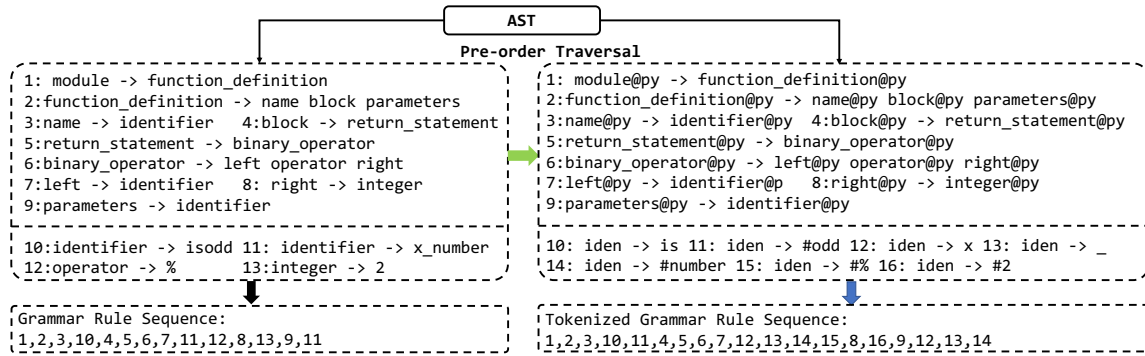 AST
Pre-order Traversal
1: module -> function_definition
2:function_definition -> name block parameters
3:name -> identifier 4:block -> return_statement
5:return_statement -> binary_operator
6:binary_operator -> left operator right
7:left -> identifier 8: right -> integer
9:parameters -> identifier
10:identifier -> isodd 11: identifier -> x_number
12:operator -> % 13:integer -> 2
Grammar Rule Sequence:
1,2,3,10,4,5,6,7,11,12,8,13,9,11
1: module@py -> function_definition@py
2:function_definition@py -> name@py block@py parameters@py
3:name@py -> identifier@py 4:block@py -> return_statement@py
5:return_statement@py -> binary_operator@py
6:binary_operator@py -> left@py operator@py right@py
7:left@py -> identifier@p 8:right@py -> integer@py
9:parameters@py -> identifier@py
10: iden -> is 11: iden -> #odd 12: iden -> x 13: iden -> _
14: iden -> #number 15: iden -> #% 16: iden -> #2
Tokenized Grammar Rule Sequence:
1,2,3,10,11,4,5,6,7,12,13,14,15,8,16,9,12,13,14